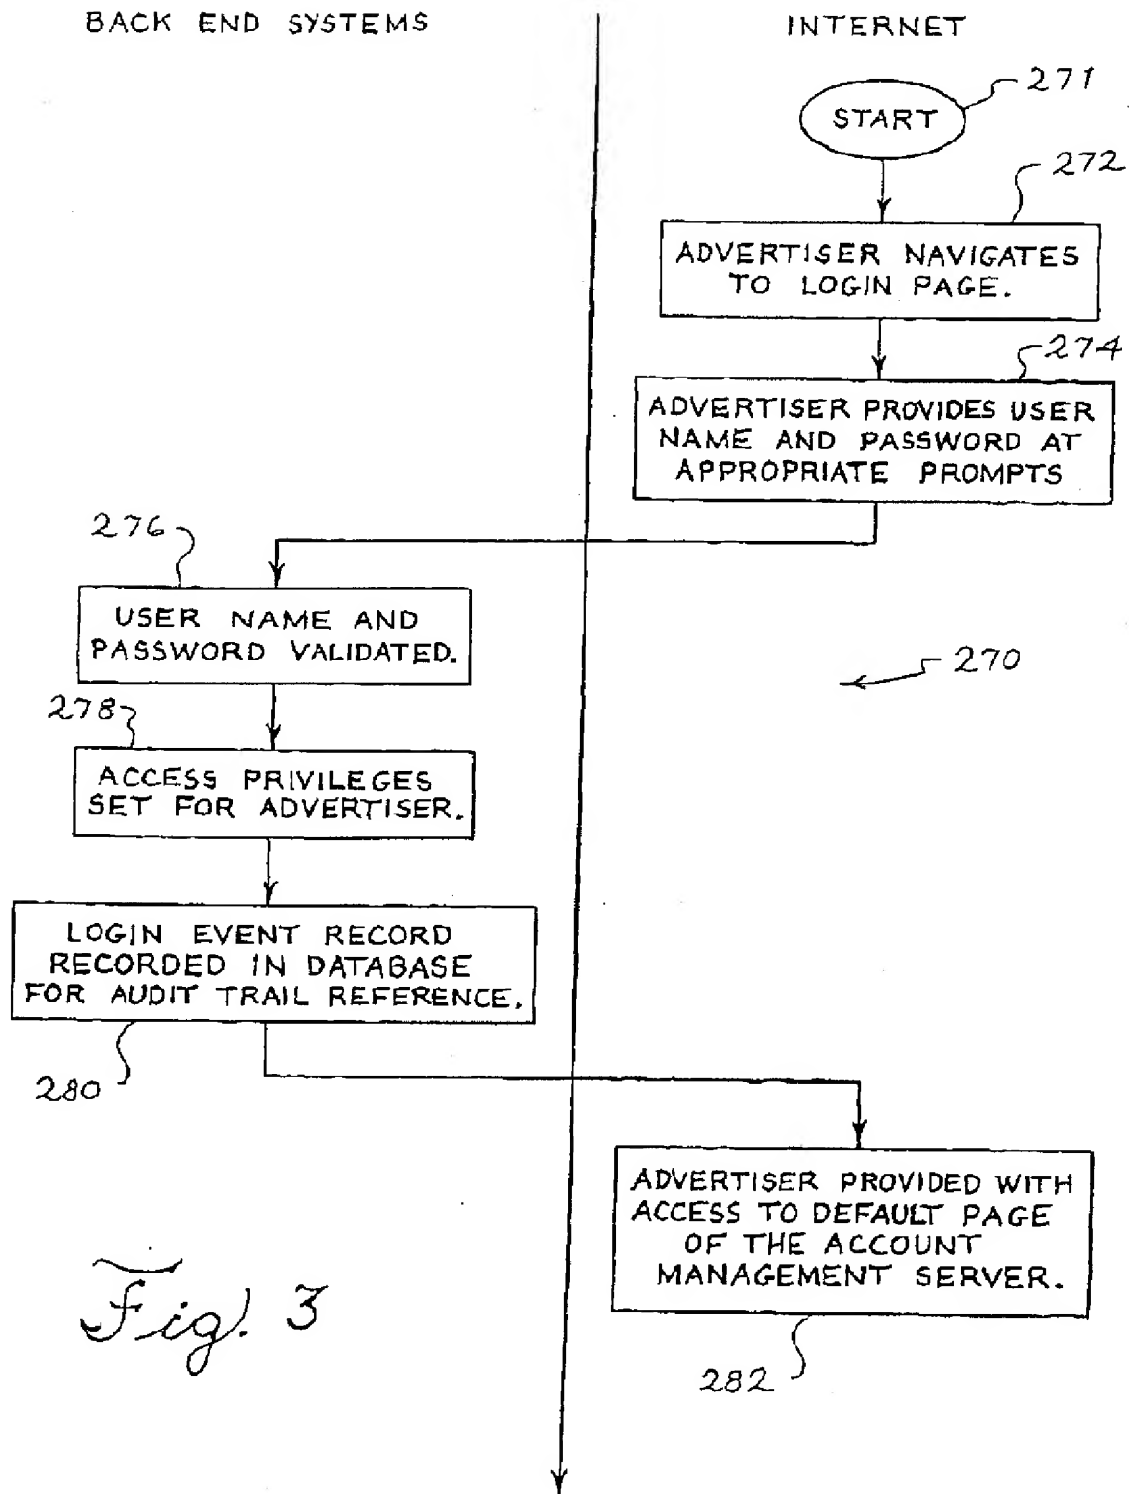 BACK END SYSTEMS
INTERNET
271
START
272
ADVERTISER NAVIGATES
TO LOGIN PAGE.
274
ADVERTISER PROVIDES USER
NAME AND PASSWORD AT
APPROPRIATE PROMPTS
276
USER NAME AND
PASSWORD VALIDATED.
270
278
ACCESS PRIVILEGES
SET FOR ADVERTISER.
LOGIN EVENT RECORD
RECORDED IN DATABASE
FOR AUDIT TRAIL REFERENCE.
280
ADVERTISER PROVIDED WITH
ACCESS TO DEFAULT PAGE
OF THE ACCOUNT
MANAGEMENT SERVER.
282
Fig. 3